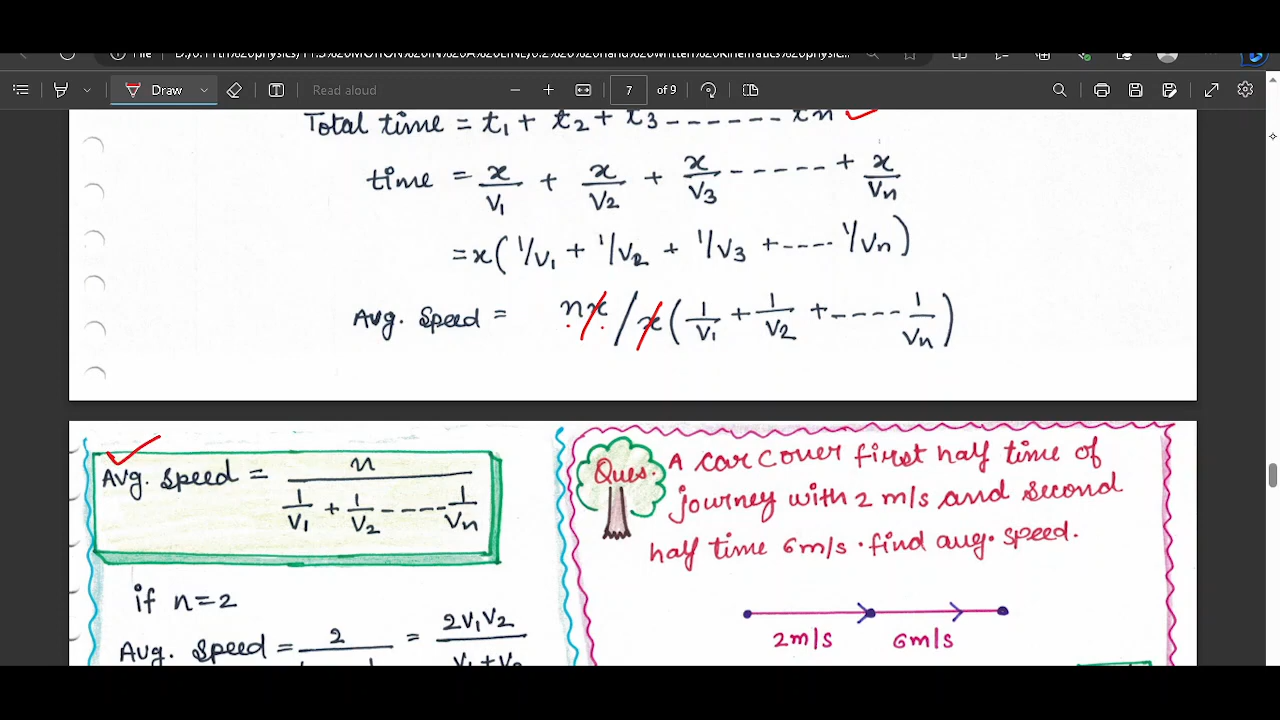 Draw
Read aloud
7 of 9
Total time = t1 + t2 + t3 ------- tn
time = x/V1 + x/V2 + x/V3 ------ + x/Vn
= x(1/V1 + 1/V2 + 1/V3 +---- 1/Vn)
Avg. Speed = nx/x(1/V1 + 1/V2 + ----- 1/Vn)
Avg. Speed = n/(1/V1 + 1/V2 ----- 1/Vn)
if n=2
Avg. Speed = 2 = 2V1V2
Ques. A car cover first half time of
journey with 2 m/s and second
half time 6m/s. find aug. speed.
2m/s 6m/s